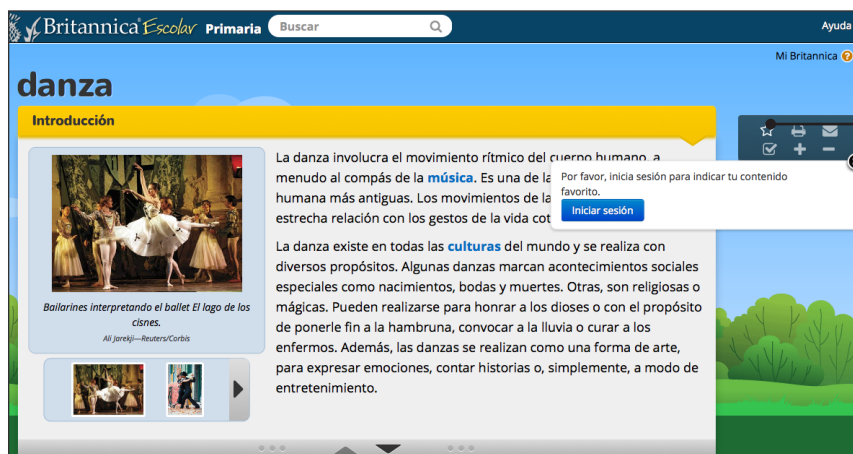 Britannica Escolar Primaria
Buscar
Ayuda
Mi Britannica ?
danza
Introducción
La danza involucra el movimiento rítmico del cuerpo humano, a
menudo al compás de la música. Es una de la
humana más antiguas. Los movimientos de la
estrecha relación con los gestos de la vida cot
Por favor, inicia sesión para indicar tu contenido
favorito.
Iniciar sesión
La danza existe en todas las culturas del mundo y se realiza con
diversos propósitos. Algunas danzas marcan acontecimientos sociales
especiales como nacimientos, bodas y muertes. Otras, son religiosas o
mágicas. Pueden realizarse para honrar a los dioses o con el propósito
de ponerle fin a la hambruna, convocar a la lluvia o curar a los
enfermos. Además, las danzas se realizan como una forma de arte,
para expresar emociones, contar historias o, simplemente, a modo de
entretenimiento.
Bailarines interpretando el ballet El lago de los
cisnes.
Ali Jarekji—Reuters/Corbis